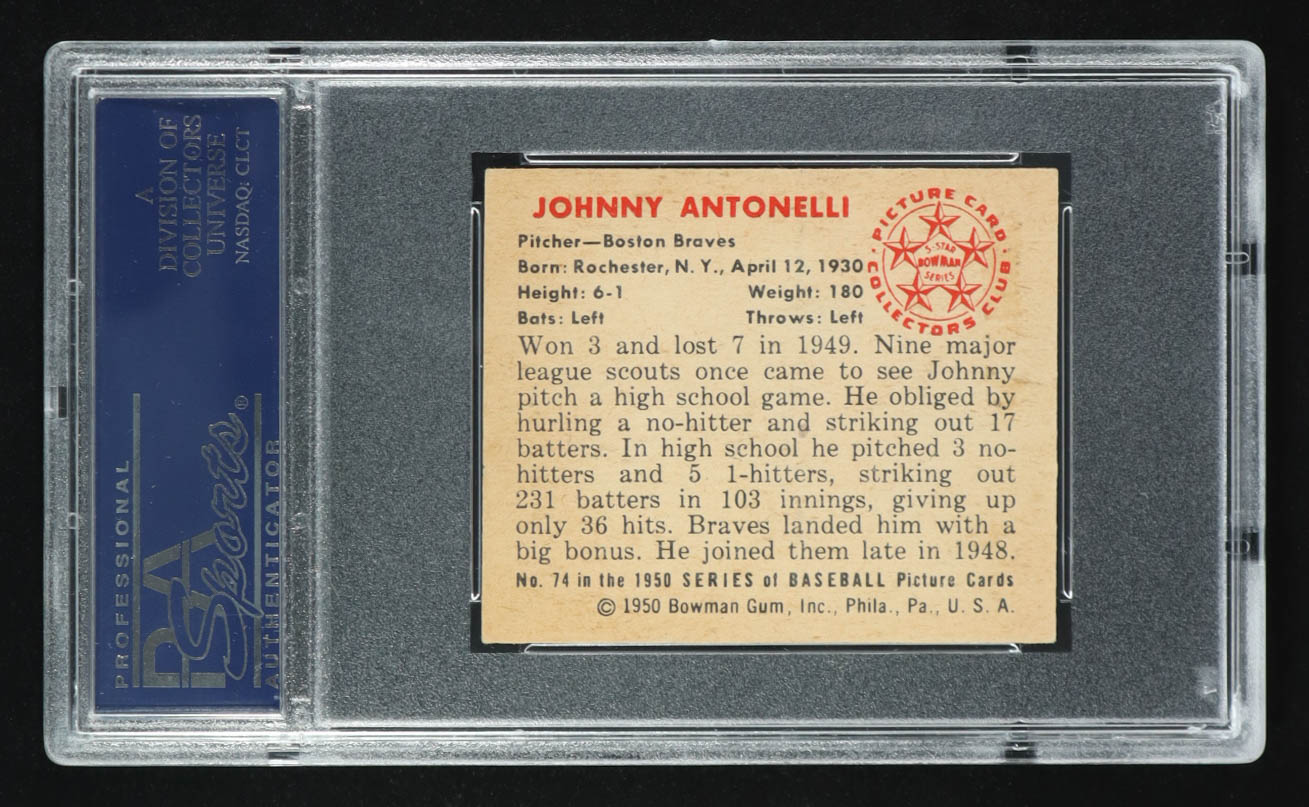 A
DIVISION OF
COLLECTORS
UNIVERSE
NASDAQ: CLCT
PROFESSIONAL
PSA
Sports®
AUTHENTICATOR
JOHNNY ANTONELLI
Pitcher—Boston Braves
Born: Rochester, N. Y., April 12, 1930
Height: 6-1 Weight: 180
Bats: Left Throws: Left
PICTURE CARD
COLLECTORS CLUB
5-STAR
BOWMAN
SERIES
Won 3 and lost 7 in 1949. Nine major
league scouts once came to see Johnny
pitch a high school game. He obliged by
hurling a no-hitter and striking out 17
batters. In high school he pitched 3 no-
hitters and 5 1-hitters, striking out
231 batters in 103 innings, giving up
only 36 hits. Braves landed him with a
big bonus. He joined them late in 1948.
No. 74 in the 1950 SERIES of BASEBALL Picture Cards
© 1950 Bowman Gum, Inc., Phila., Pa., U. S. A.